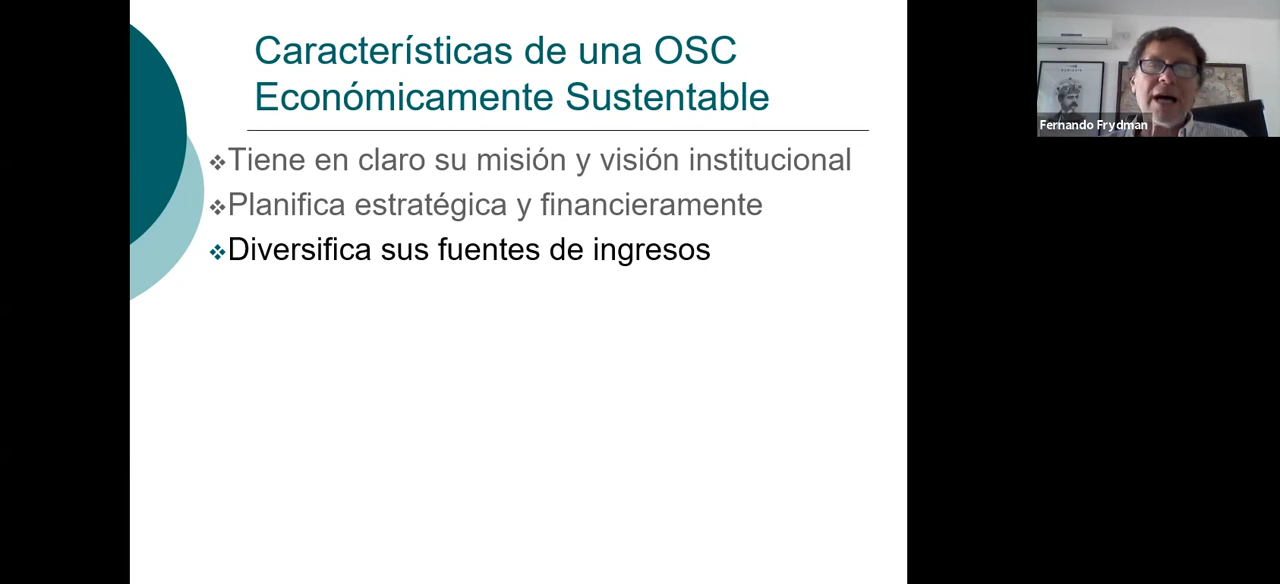 Características de una OSC
Económicamente Sustentable
❖Tiene en claro su misión y visión institucional
❖Planifica estratégica y financieramente
❖Diversifica sus fuentes de ingresos
Fernando Frydman